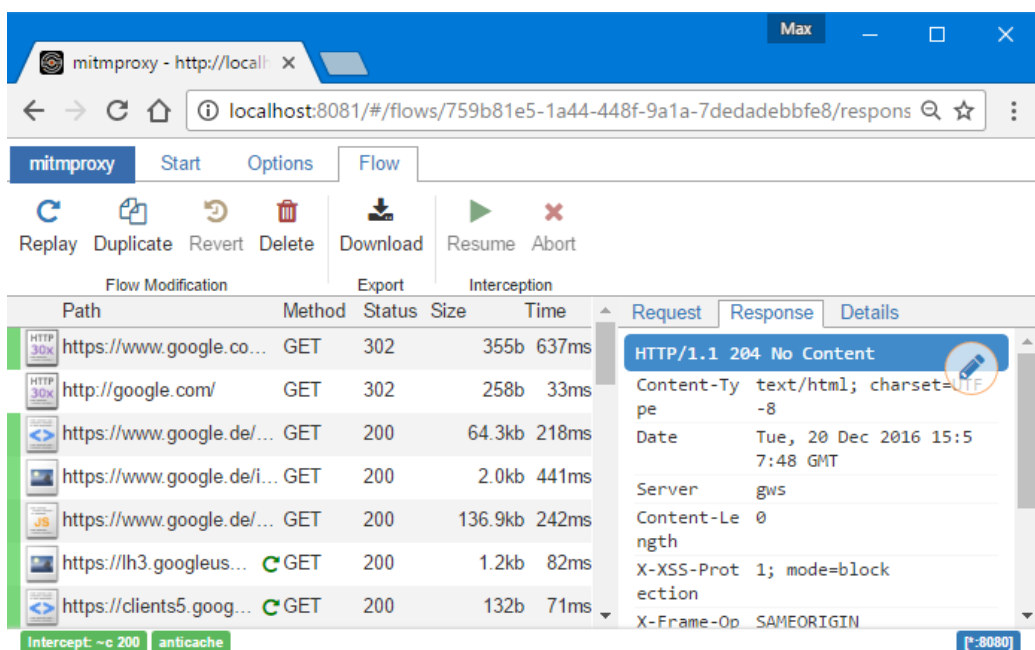 Max
mitmproxy - http://localh
localhost:8081/#/flows/759b81e5-1a44-448f-9a1a-7dedadebbfe8/respons
mitmproxy Start Options Flow
Replay Duplicate Revert Delete Download Resume Abort
Flow Modification Export Interception
Path Method Status Size Time
HTTP 30x https://www.google.co... GET 302 355b 637ms
HTTP 30x http://google.com/ GET 302 258b 33ms
https://www.google.de/... GET 200 64.3kb 218ms
https://www.google.de/i... GET 200 2.0kb 441ms
JS https://www.google.de/... GET 200 136.9kb 242ms
https://lh3.googleus... GET 200 1.2kb 82ms
https://clients5.goog... GET 200 132b 71ms
Request Response Details
HTTP/1.1 204 No Content
Content-Ty text/html; charset=UTF
pe -8
Date Tue, 20 Dec 2016 15:5
7:48 GMT
Server gws
Content-Le 0
ngth
X-XSS-Prot 1; mode=block
ection
X-Frame-Op SAMEORIGIN
Intercept: ~c 200 anticache [*:8080]